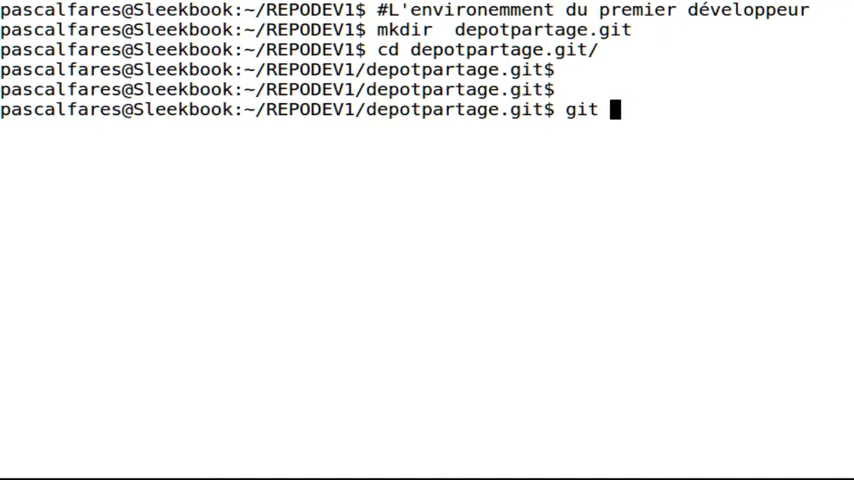 pascalfares@Sleekbook:~/REPODEV1$ #L'environemment du premier développeur
pascalfares@Sleekbook:~/REPODEV1$ mkdir  depotpartage.git
pascalfares@Sleekbook:~/REPODEV1$ cd depotpartage.git/
pascalfares@Sleekbook:~/REPODEV1/depotpartage.git$
pascalfares@Sleekbook:~/REPODEV1/depotpartage.git$
pascalfares@Sleekbook:~/REPODEV1/depotpartage.git$ git